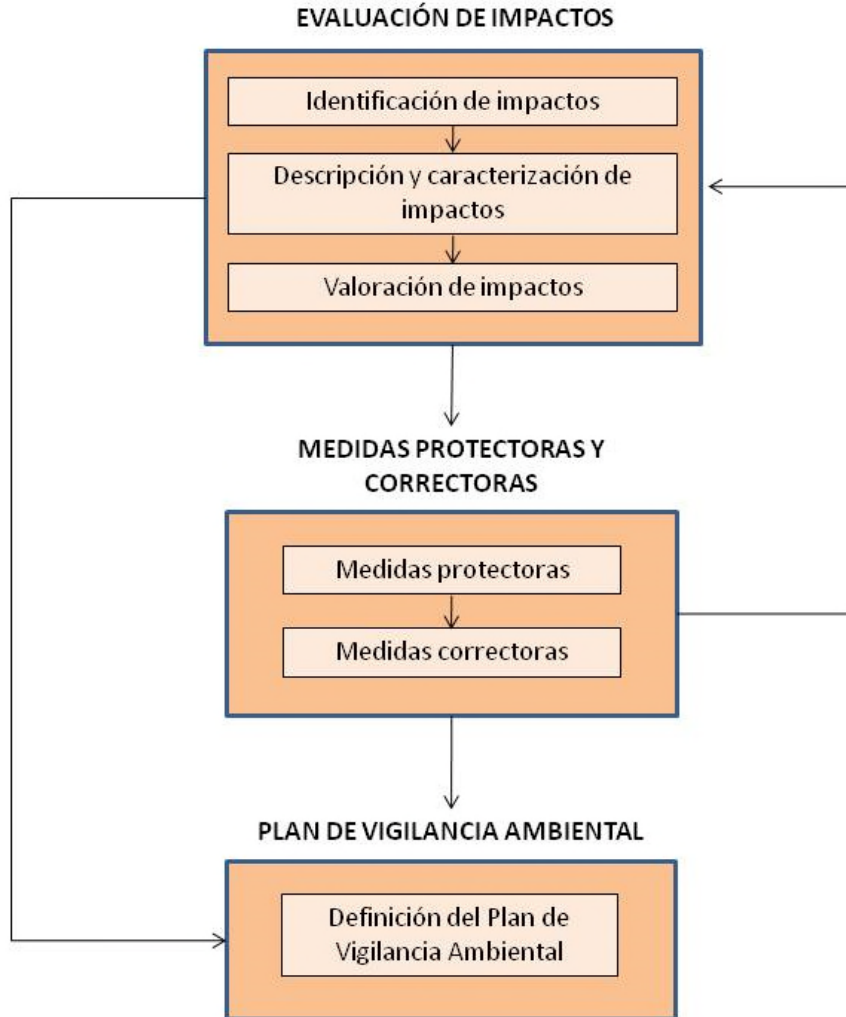 EVALUACIÓN DE IMPACTOS
Identificación de impactos
Descripción y caracterización de
impactos
Valoración de impactos
MEDIDAS PROTECTORAS Y
CORRECTORAS
Medidas protectoras
Medidas correctoras
PLAN DE VIGILANCIA AMBIENTAL
Definición del Plan de
Vigilancia Ambiental